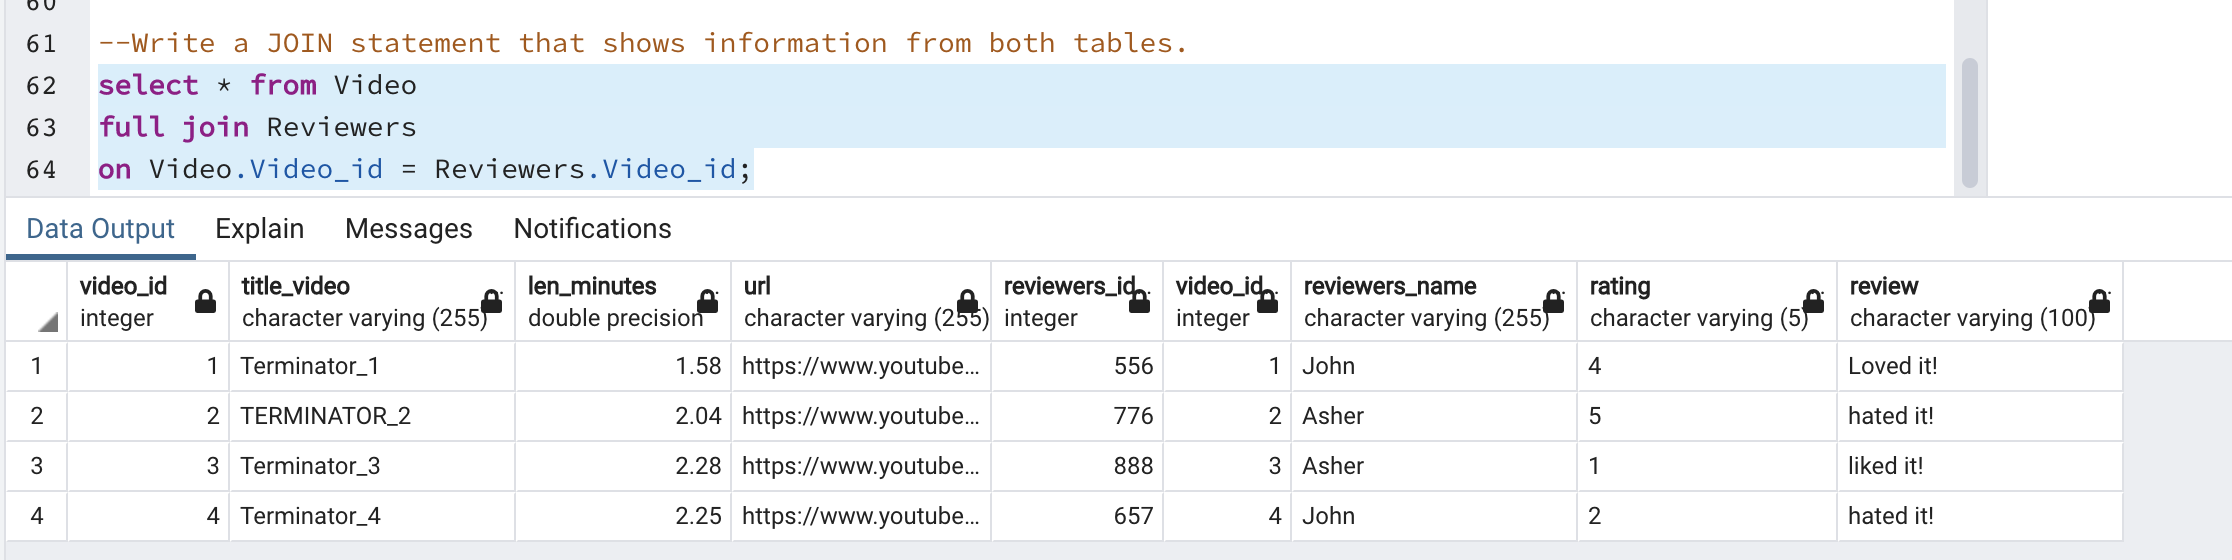 60
61 --Write a JOIN statement that shows information from both tables.
62 select * from Video
63 full join Reviewers
64 on Video.Video_id = Reviewers.Video_id;
Data Output Explain Messages Notifications
video_id title_video len_minutes url reviewers_id video_id reviewers_name rating review
integer character varying (255) double precision character varying (255) integer integer character varying (255) character varying (5) character varying (100)
1 1 Terminator_1 1.58 https://www.youtube... 556 1 John 4 Loved it!
2 2 TERMINATOR_2 2.04 https://www.youtube... 776 2 Asher 5 hated it!
3 3 Terminator_3 2.28 https://www.youtube... 888 3 Asher 1 liked it!
4 4 Terminator_4 2.25 https://www.youtube... 657 4 John 2 hated it!